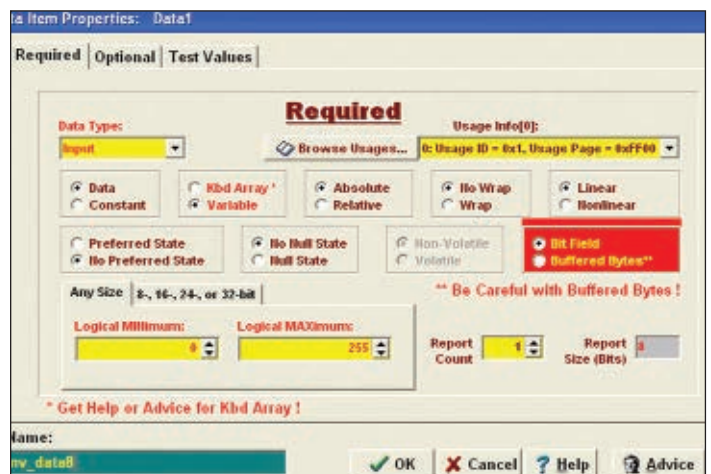 ta Item Properties: Data1
Required Optional Test Values
Required
Data Type:
Usage Info[0]:
Input
Browse Usages...
0: Usage ID = 0x1, Usage Page = 0xFF00
Data
Constant
Kbd Array *
Variable
Absolute
Relative
No Wrap
Wrap
Linear
Nonlinear
Preferred State
No Preferred State
No Null State
Null State
Non-Volatile
Volatile
Bit Field
Buffered Bytes**
Any Size 8-, 16-, 24-, or 32-bit
** Be Careful with Buffered Bytes !
Logical MINimum:
Logical MAXimum:
0
255
Report Count
1
Report Size (Bits)
8
* Get Help or Advice for Kbd Array !
Name:
nv_data8
OK Cancel Help Advice